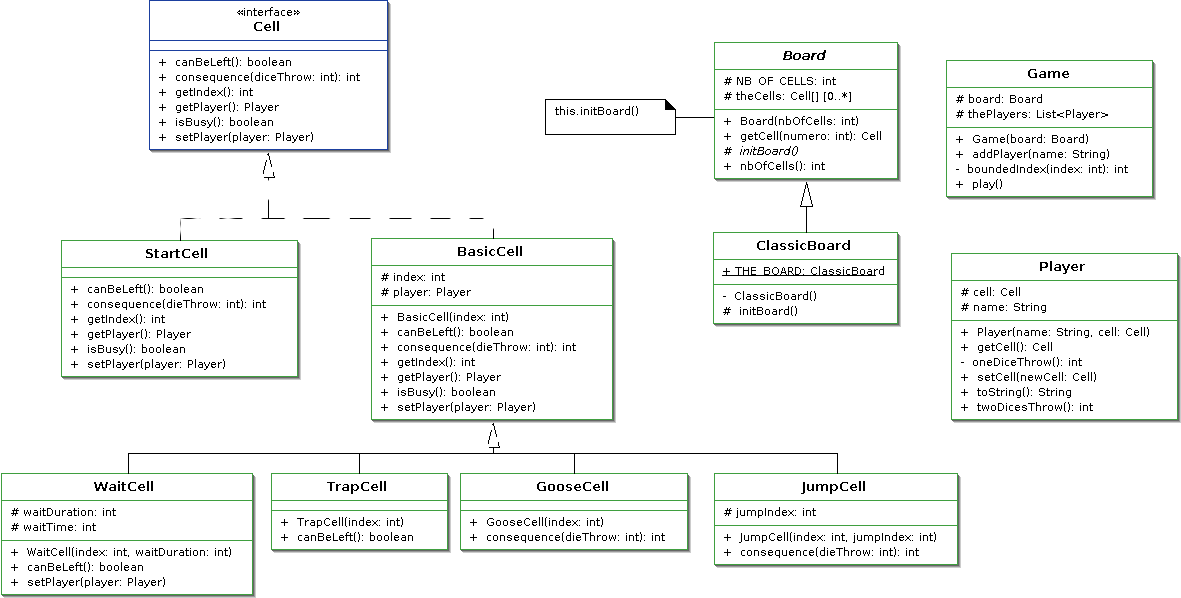 «interface»
Cell
+ canBeLeft(): boolean
+ consequence(diceThrow: int): int
+ getIndex(): int
+ getPlayer(): Player
+ isBusy(): boolean
+ setPlayer(player: Player)
this.initBoard()
Board
# NB_OF_CELLS: int
# theCells: Cell[] [0..*]
+ Board(nbOfCells: int)
+ getCell(numero: int): Cell
# initBoard()
+ nbOfCells(): int
Game
# board: Board
# thePlayers: List<Player>
+ Game(board: Board)
+ addPlayer(name: String)
- boundedIndex(index: int): int
+ play()
StartCell
+ canBeLeft(): boolean
+ consequence(dieThrow: int): int
+ getIndex(): int
+ getPlayer(): Player
+ isBusy(): boolean
+ setPlayer(player: Player)
BasicCell
# index: int
# player: Player
+ BasicCell(index: int)
+ canBeLeft(): boolean
+ consequence(dieThrow: int): int
+ getIndex(): int
+ getPlayer(): Player
+ isBusy(): boolean
+ setPlayer(player: Player)
ClassicBoard
+ THE_BOARD: ClassicBoard
- ClassicBoard()
# initBoard()
Player
# cell: Cell
# name: String
+ Player(name: String, cell: Cell)
+ getCell(): Cell
- oneDiceThrow(): int
+ setCell(newCell: Cell)
+ toString(): String
+ twoDicesThrow(): int
WaitCell
# waitDuration: int
# waitTime: int
+ WaitCell(index: int, waitDuration: int)
+ canBeLeft(): boolean
+ setPlayer(player: Player)
TrapCell
+ TrapCell(index: int)
+ canBeLeft(): boolean
GooseCell
+ GooseCell(index: int)
+ consequence(dieThrow: int): int
JumpCell
# jumpIndex: int
+ JumpCell(index: int, jumpIndex: int)
+ consequence(dieThrow: int): int